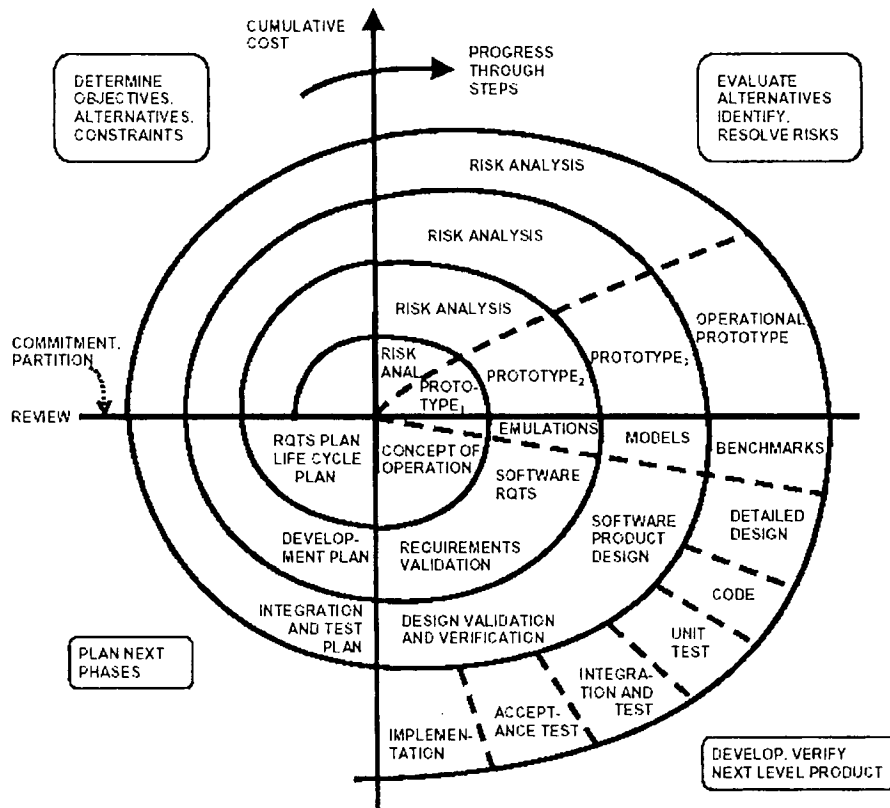 CUMULATIVE
COST
PROGRESS
THROUGH
STEPS
DETERMINE
OBJECTIVES.
ALTERNATIVES.
CONSTRAINTS
EVALUATE
ALTERNATIVES
IDENTIFY.
RESOLVE RISKS
RISK ANALYSIS
RISK ANALYSIS
RISK ANALYSIS
RISK
ANAL.
OPERATIONAL
PROTOTYPE
PROTOTYPE3
PROTOTYPE2
PROTO-
TYPE1
COMMITMENT.
PARTITION
REVIEW
EMULATIONS
MODELS
BENCHMARKS
RQTS PLAN
LIFE CYCLE
PLAN
CONCEPT OF
OPERATION
SOFTWARE
RQTS
SOFTWARE
PRODUCT
DESIGN
DETAILED
DESIGN
DEVELOP-
MENT PLAN
REQUIREMENTS
VALIDATION
CODE
INTEGRATION
AND TEST
PLAN
DESIGN VALIDATION
AND VERIFICATION
UNIT
TEST
PLAN NEXT
PHASES
INTEGRA-
TION AND
TEST
ACCEPT-
ANCE TEST
IMPLEMEN-
TATION
DEVELOP. VERIFY
NEXT LEVEL PRODUCT